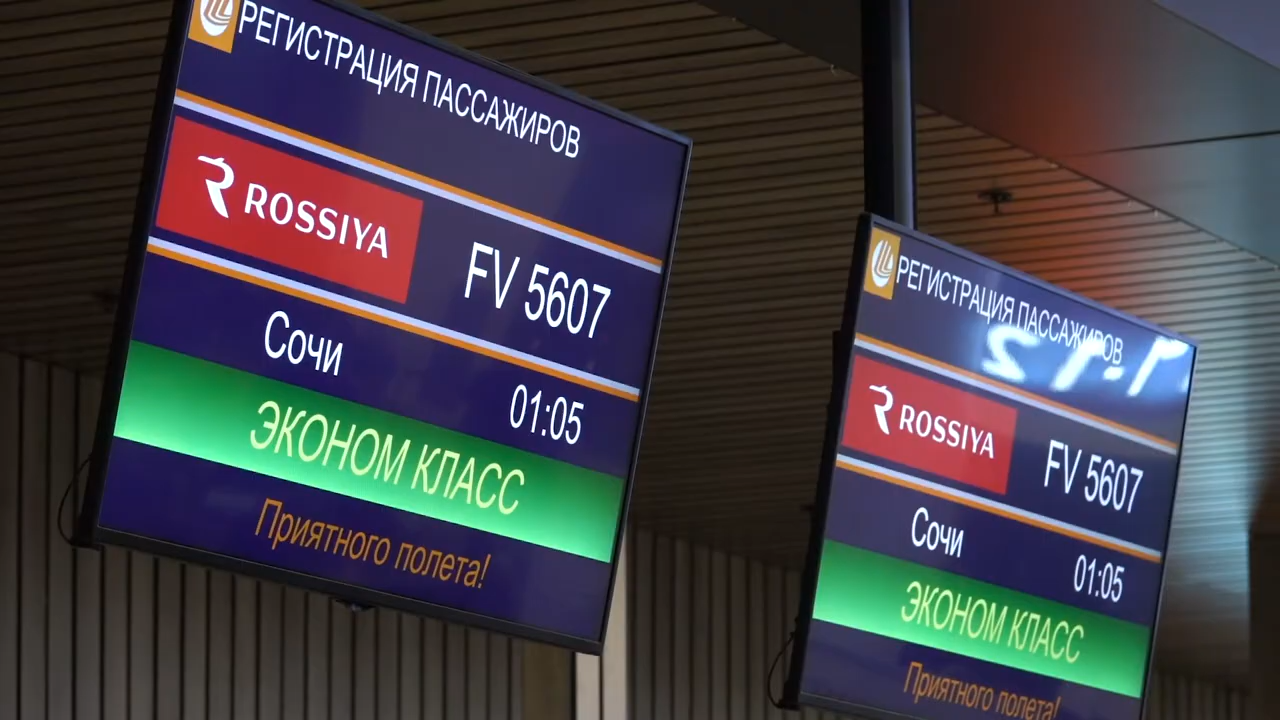 РЕГИСТРАЦИЯ ПАССАЖИРОВ
ROSSIYA
FV 5607
Сочи
01:05
ЭКОНОМ КЛАСС
Приятного полета!
РЕГИСТРАЦИЯ ПАССАЖИРОВ
ROSSIYA
FV 5607
Сочи
01:05
ЭКОНОМ КЛАСС
Приятного полета!